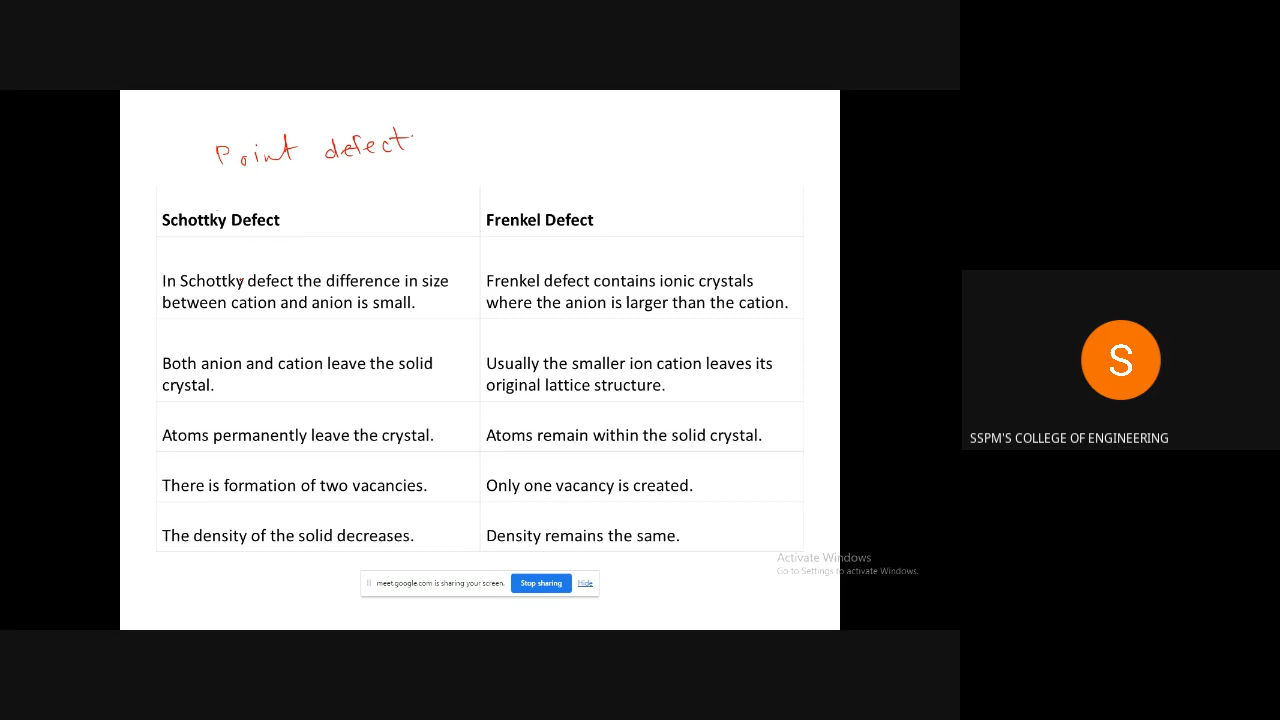 Point defect.
Schottky Defect
Frenkel Defect
In Schottky defect the difference in size
between cation and anion is small.
Frenkel defect contains ionic crystals
where the anion is larger than the cation.
Both anion and cation leave the solid
crystal.
Usually the smaller ion cation leaves its
original lattice structure.
Atoms permanently leave the crystal.
Atoms remain within the solid crystal.
There is formation of two vacancies.
Only one vacancy is created.
The density of the solid decreases.
Density remains the same.
Activate Windows
Go to Settings to activate Windows.
meet.google.com is sharing your screen.
Stop sharing
Hide
S
SSPM'S COLLEGE OF ENGINEERING